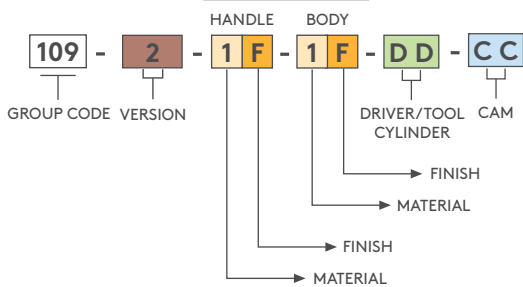 HANDLE BODY
109 - 2 - 1 F - 1 F - D D - C C
GROUP CODE VERSION DRIVER/TOOL CAM
CYLINDER
FINISH
MATERIAL
FINISH
MATERIAL